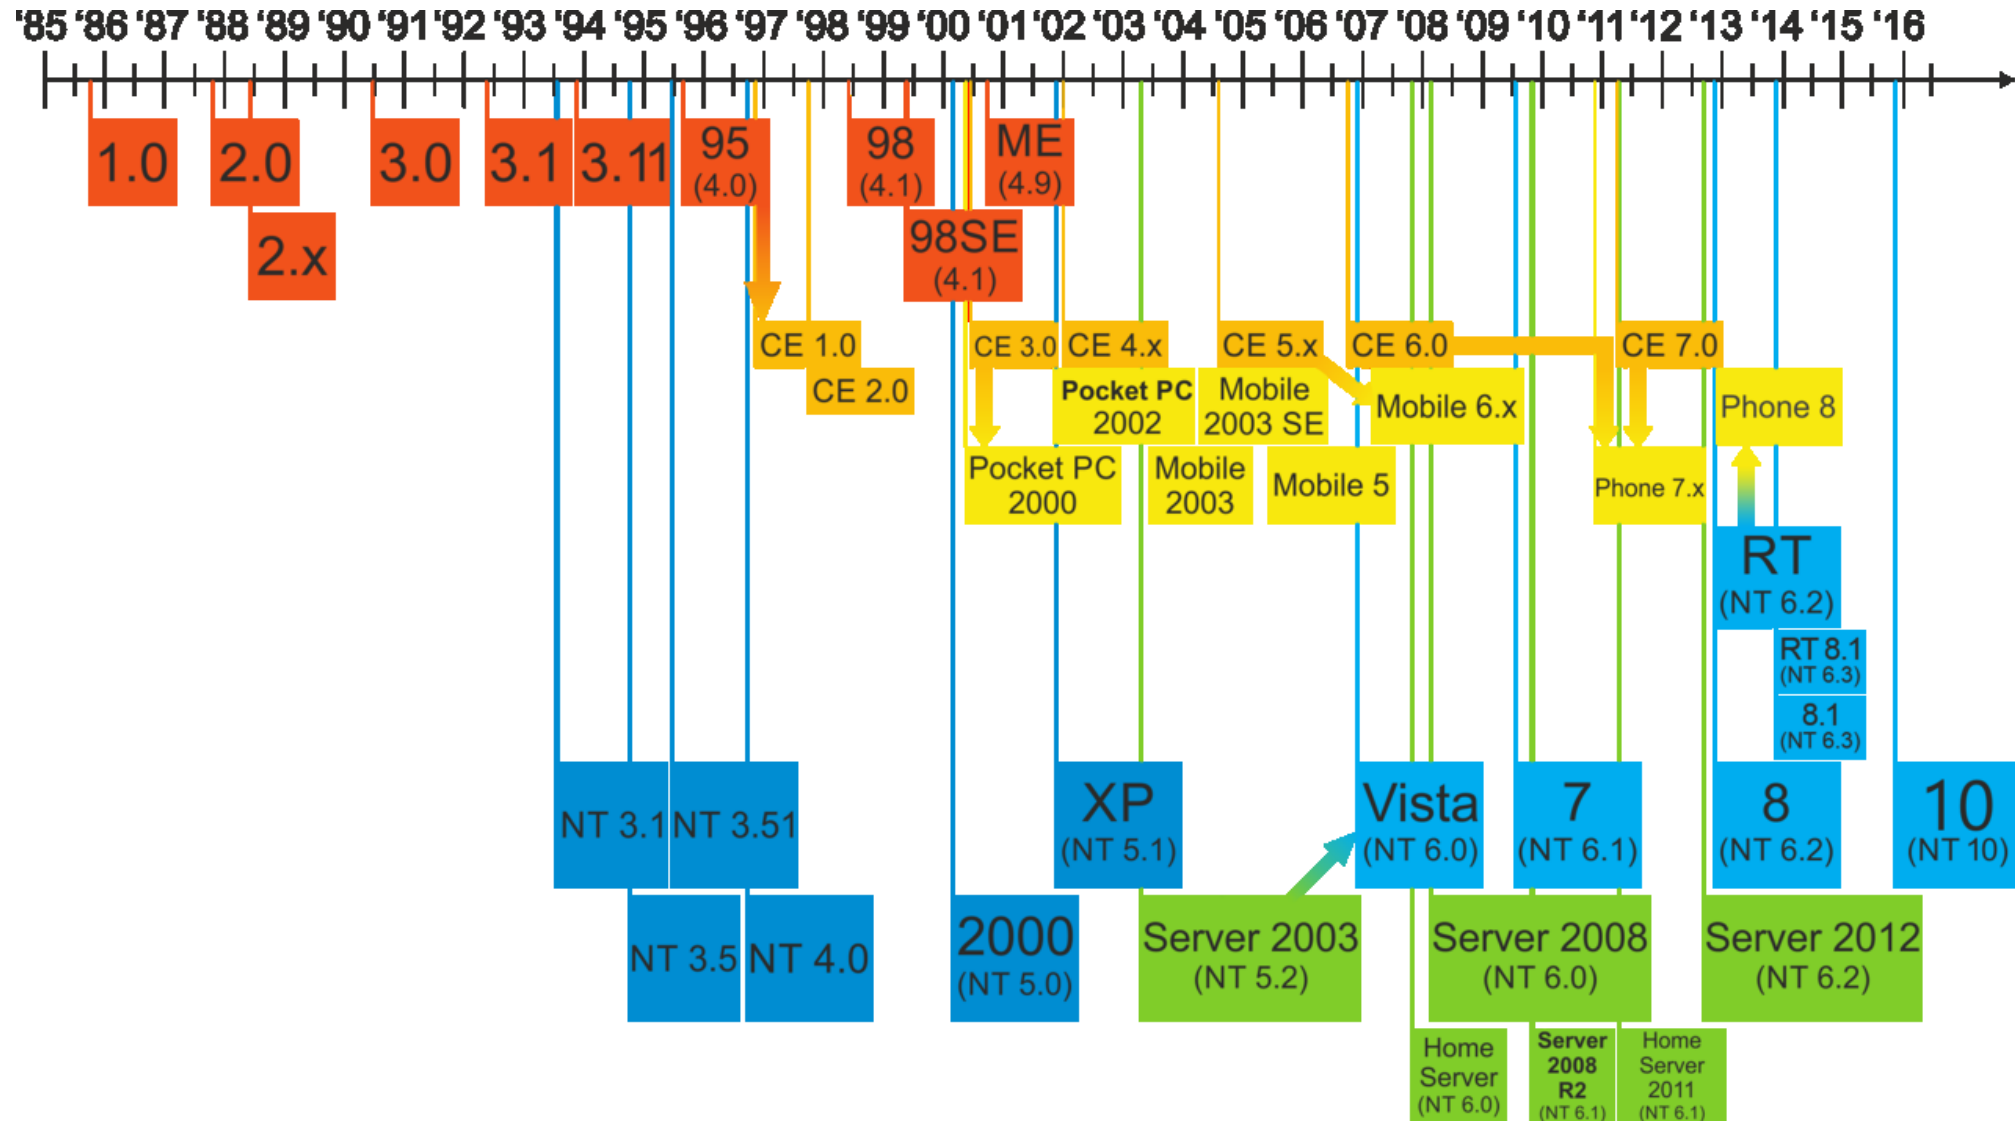 ‘85 ‘86 ‘87 ‘88 ‘89 ‘90 ‘91 ‘92 ‘93 ‘94 ‘95 ‘96 ‘97 ‘98 ‘99 ‘00 ‘01 ‘02 ‘03 ‘04 ‘05 ‘06 ‘07 ‘08 ‘09 ‘10 ‘11 ‘12 ‘13 ‘14 ‘15 ‘16
1.0
2.0
2.x
3.0
3.1
3.11
95
(4.0)
98
(4.1)
98SE
(4.1)
ME
(4.9)
CE 1.0
CE 2.0
CE 3.0
CE 4.x
CE 5.x
CE 6.0
CE 7.0
Pocket PC
2002
Mobile
2003 SE
Mobile 6.x
Phone 8
Pocket PC
2000
Mobile
2003
Mobile 5
Phone 7.x
RT
(NT 6.2)
RT 8.1
(NT 6.3)
8.1
(NT 6.3)
NT 3.1
NT 3.51
XP
(NT 5.1)
Vista
(NT 6.0)
7
(NT 6.1)
8
(NT 6.2)
10
(NT 10)
NT 3.5
NT 4.0
2000
(NT 5.0)
Server 2003
(NT 5.2)
Server 2008
(NT 6.0)
Server 2012
(NT 6.2)
Home
Server
(NT 6.0)
Server
2008
R2
(NT 6.1)
Home
Server
2011
(NT 6.1)